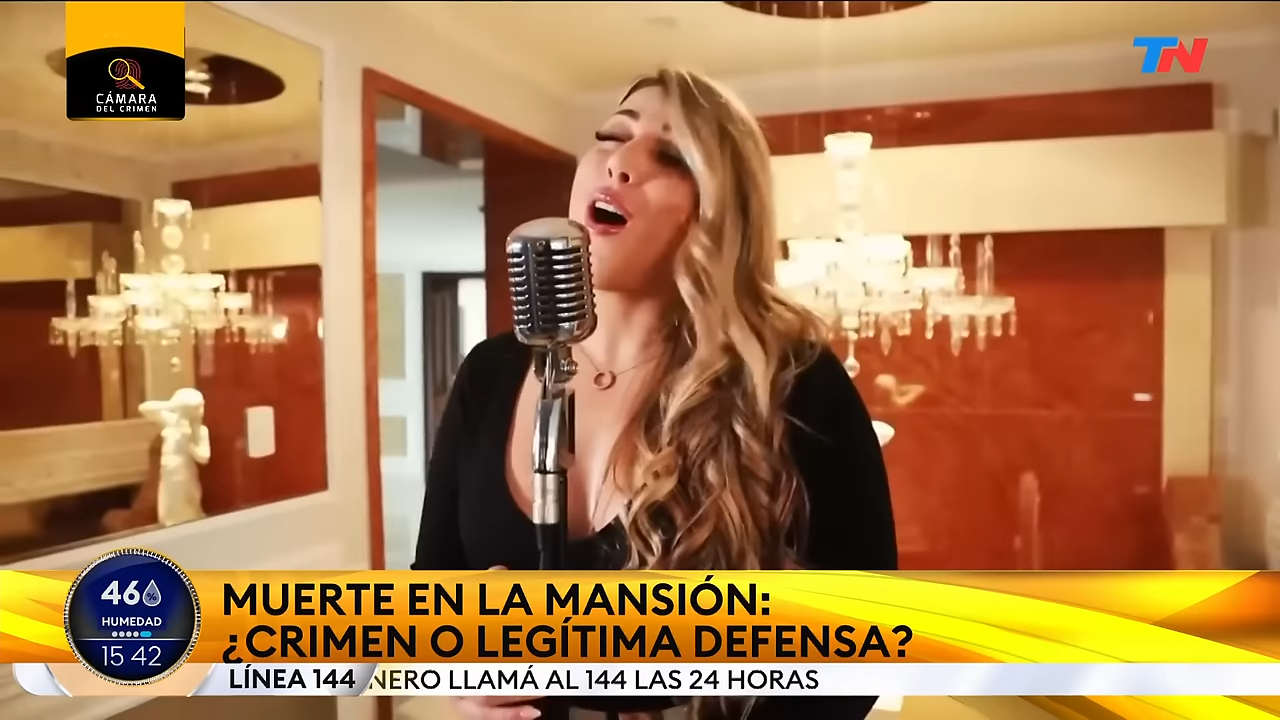 CÁMARA
DEL CRIMEN
TN
46 %
HUMEDAD
15 42
MUERTE EN LA MANSIÓN:
¿CRIMEN O LEGÍTIMA DEFENSA?
LÍNEA 144 NERO LLAMÁ AL 144 LAS 24 HORAS